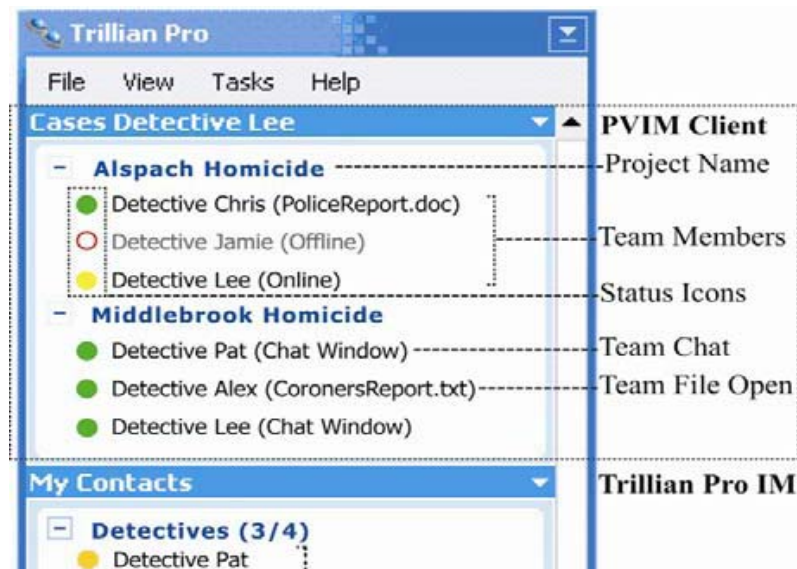 Trillian Pro
File View Tasks Help
Cases Detective Lee
PVIM Client
Alspach Homicide
Project Name
Detective Chris (PoliceReport.doc)
Detective Jamie (Offline)
Team Members
Detective Lee (Online)
Status Icons
Middlebrook Homicide
Detective Pat (Chat Window)
Team Chat
Detective Alex (CoronersReport.txt)
Team File Open
Detective Lee (Chat Window)
My Contacts
Trillian Pro IM
Detectives (3/4)
Detective Pat